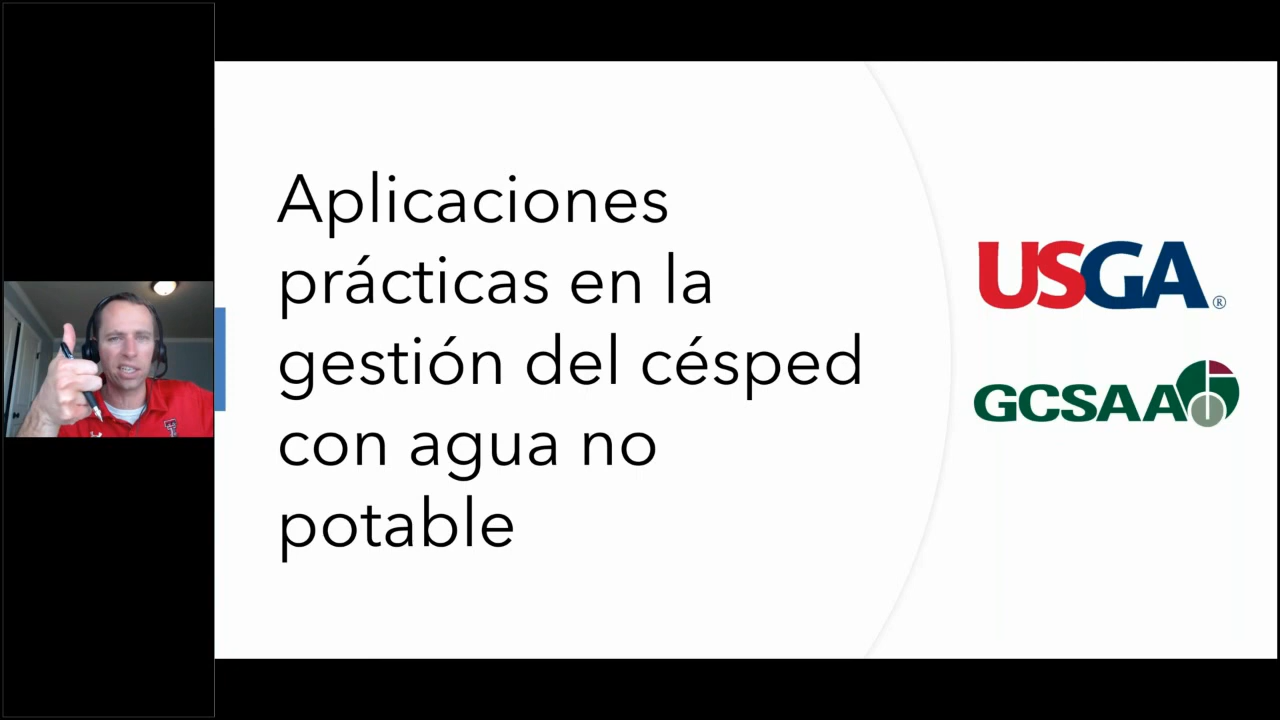 Aplicaciones
prácticas en la
gestión del césped
con agua no
potable
USGA®
GCSAA